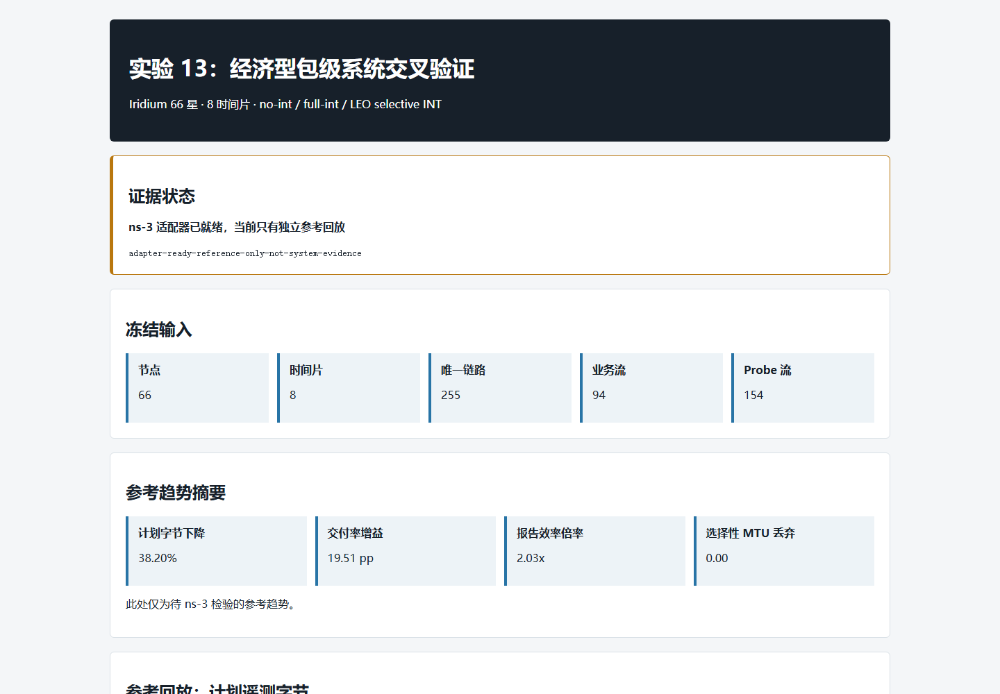 实验 13：经济型包级系统交叉验证
Iridium 66 星 · 8 时间片 · no-int / full-int / LEO selective INT
证据状态
ns-3 适配器已就绪，当前只有独立参考回放
adapter-ready-reference-only-not-system-evidence
冻结输入
节点
66
时间片
8
唯一链路
255
业务流
94
Probe 流
154
参考趋势摘要
计划字节下降
38.20%
交付率增益
19.51 pp
报告效率倍率
2.03x
选择性 MTU 丢弃
0.00
此处仅为待 ns-3 检验的参考趋势。
参考回放：计划遥测字节